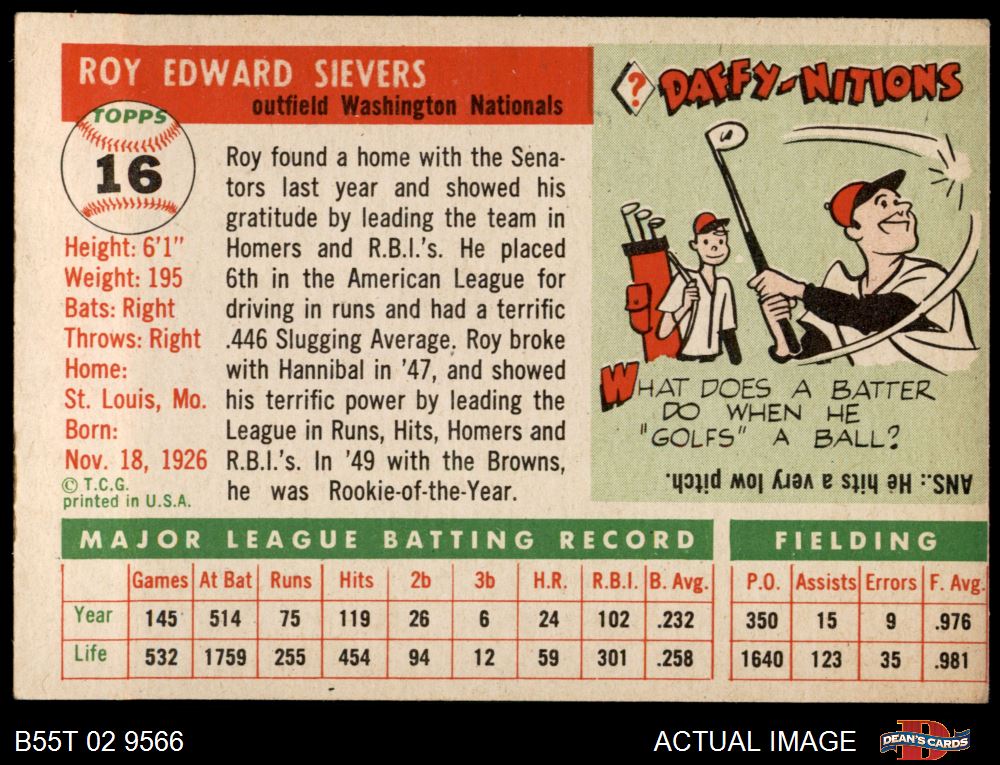 ROY EDWARD SIEVERS
outfield Washington Nationals
TOPPS
16
Height: 6'1"
Weight: 195
Bats: Right
Throws: Right
Home:
St. Louis, Mo.
Born:
Nov. 18, 1926
© T.C.G.
printed in U.S.A.
Roy found a home with the Sena-
tors last year and showed his
gratitude by leading the team in
Homers and R.B.I.'s. He placed
6th in the American League for
driving in runs and had a terrific
.446 Slugging Average. Roy broke
with Hannibal in '47, and showed
his terrific power by leading the
League in Runs, Hits, Homers and
R.B.I.'s. In '49 with the Browns,
he was Rookie-of-the-Year.
? DAFFY-NITIONS
WHAT DOES A BATTER
DO WHEN HE
"GOLFS" A BALL?
ANS.: He hits a very low pitch.
MAJOR LEAGUE BATTING RECORD
Games At Bat Runs Hits 2b 3b H.R. R.B.I. B. Avg.
Year 145 514 75 119 26 6 24 102 .232
Life 532 1759 255 454 94 12 59 301 .258
FIELDING
P.O. Assists Errors F. Avg.
350 15 9 .976
1640 123 35 .981
B55T 02 9566
ACTUAL IMAGE
D
DEAN'S CARDS